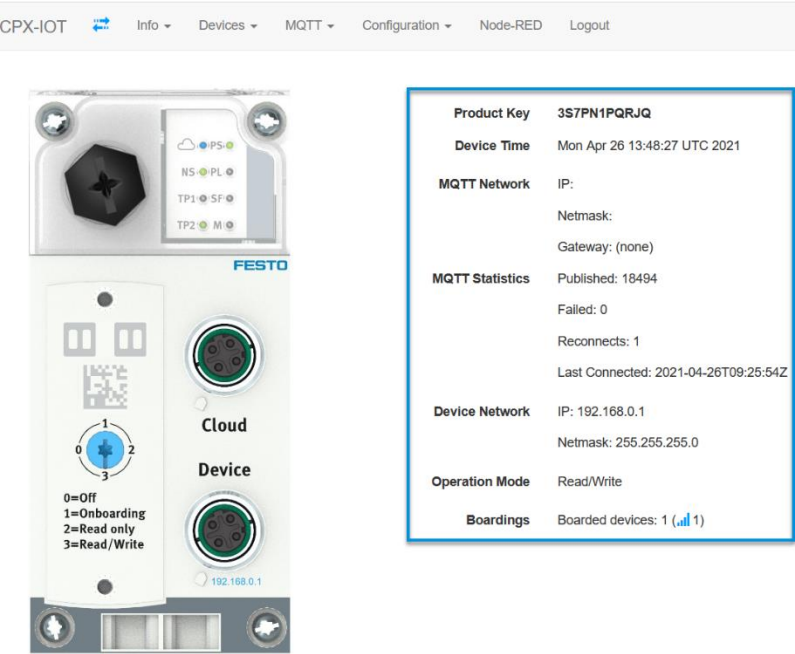 CPX-IOT Info Devices MQTT Configuration Node-RED Logout
PS
NS PL
TP1 SF
TP2 M
FESTO
Cloud
1
0 2
3
Device
0=Off
1=Onboarding
2=Read only
3=Read/Write
192.168.0.1
Product Key 3S7PN1PQRJQ
Device Time Mon Apr 26 13:48:27 UTC 2021
MQTT Network IP:
Netmask:
Gateway: (none)
MQTT Statistics Published: 18494
Failed: 0
Reconnects: 1
Last Connected: 2021-04-26T09:25:54Z
Device Network IP: 192.168.0.1
Netmask: 255.255.255.0
Operation Mode Read/Write
Boardings Boarded devices: 1 ( 1)